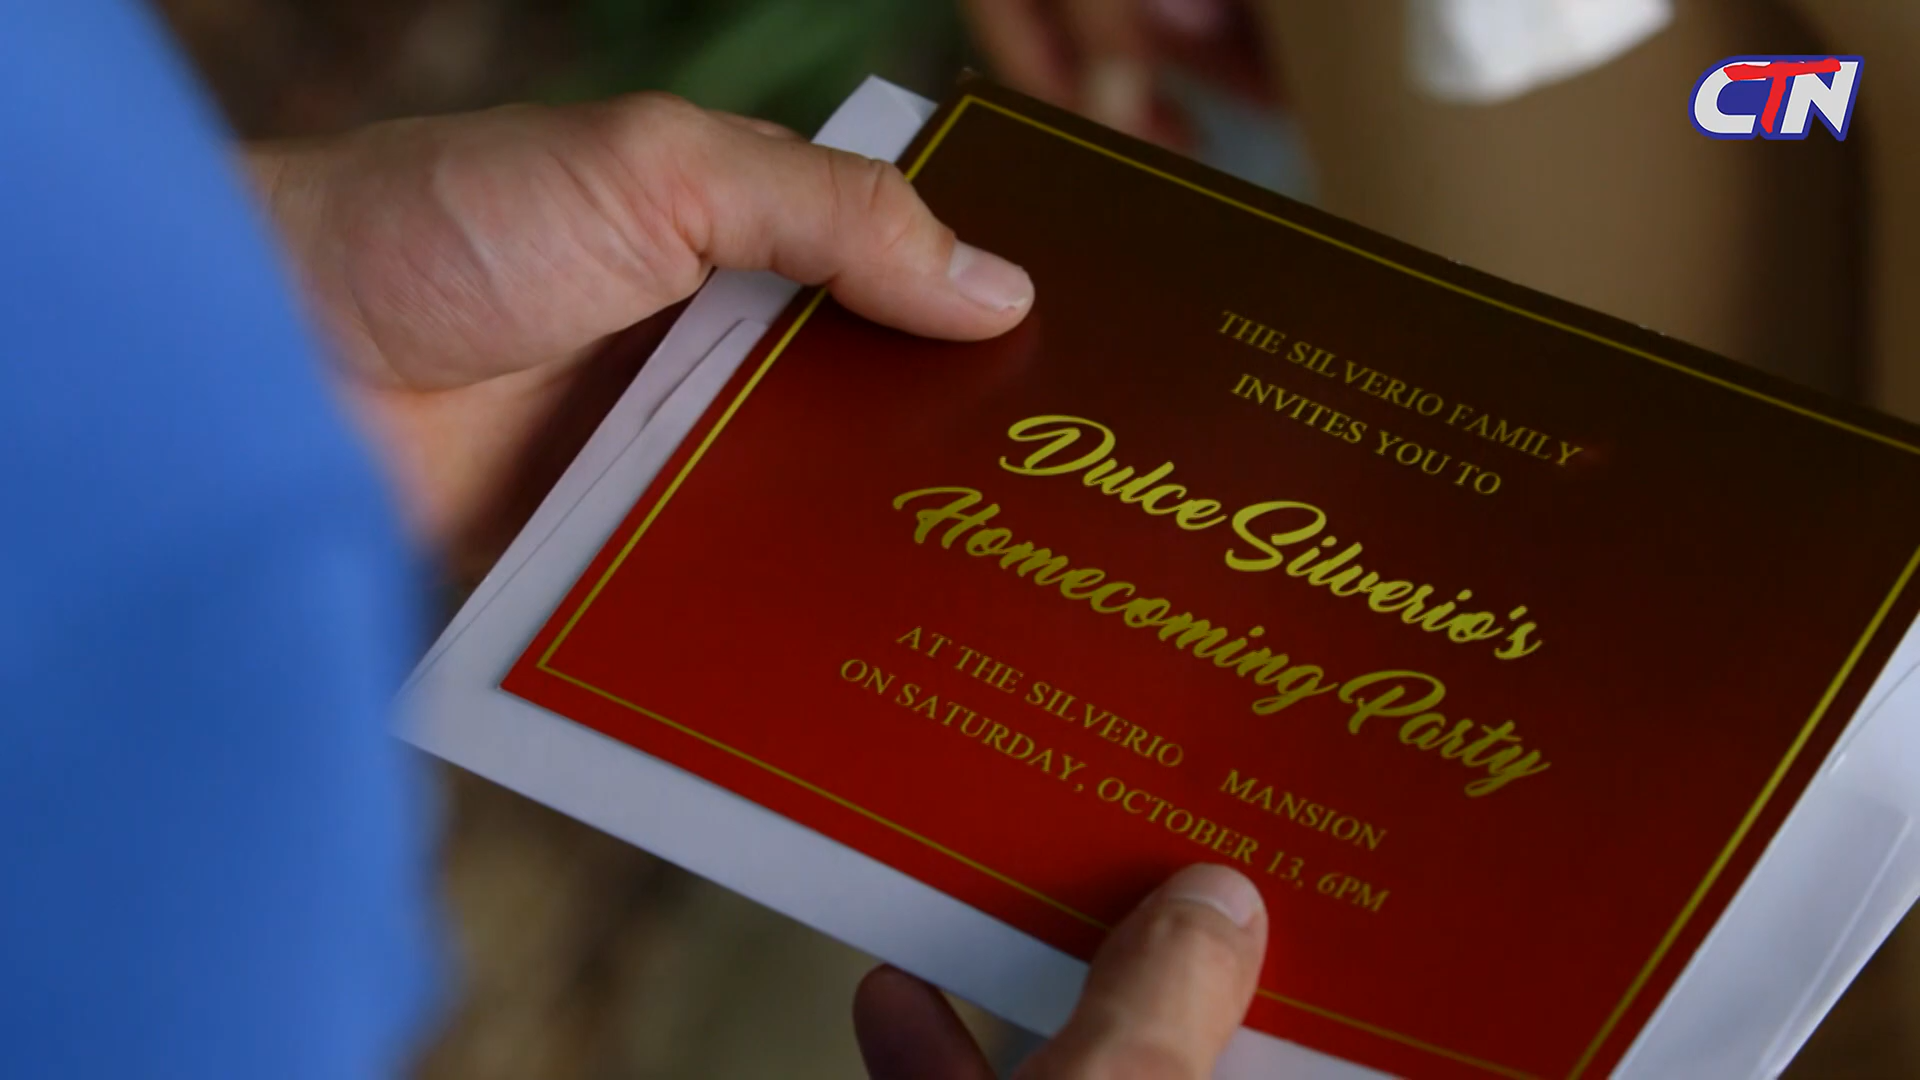 CTN
THE SILVERIO FAMILY
INVITES YOU TO
Dulce Silverio's
Homecoming Party
AT THE SILVERIO MANSION
ON SATURDAY, OCTOBER 13, 6PM